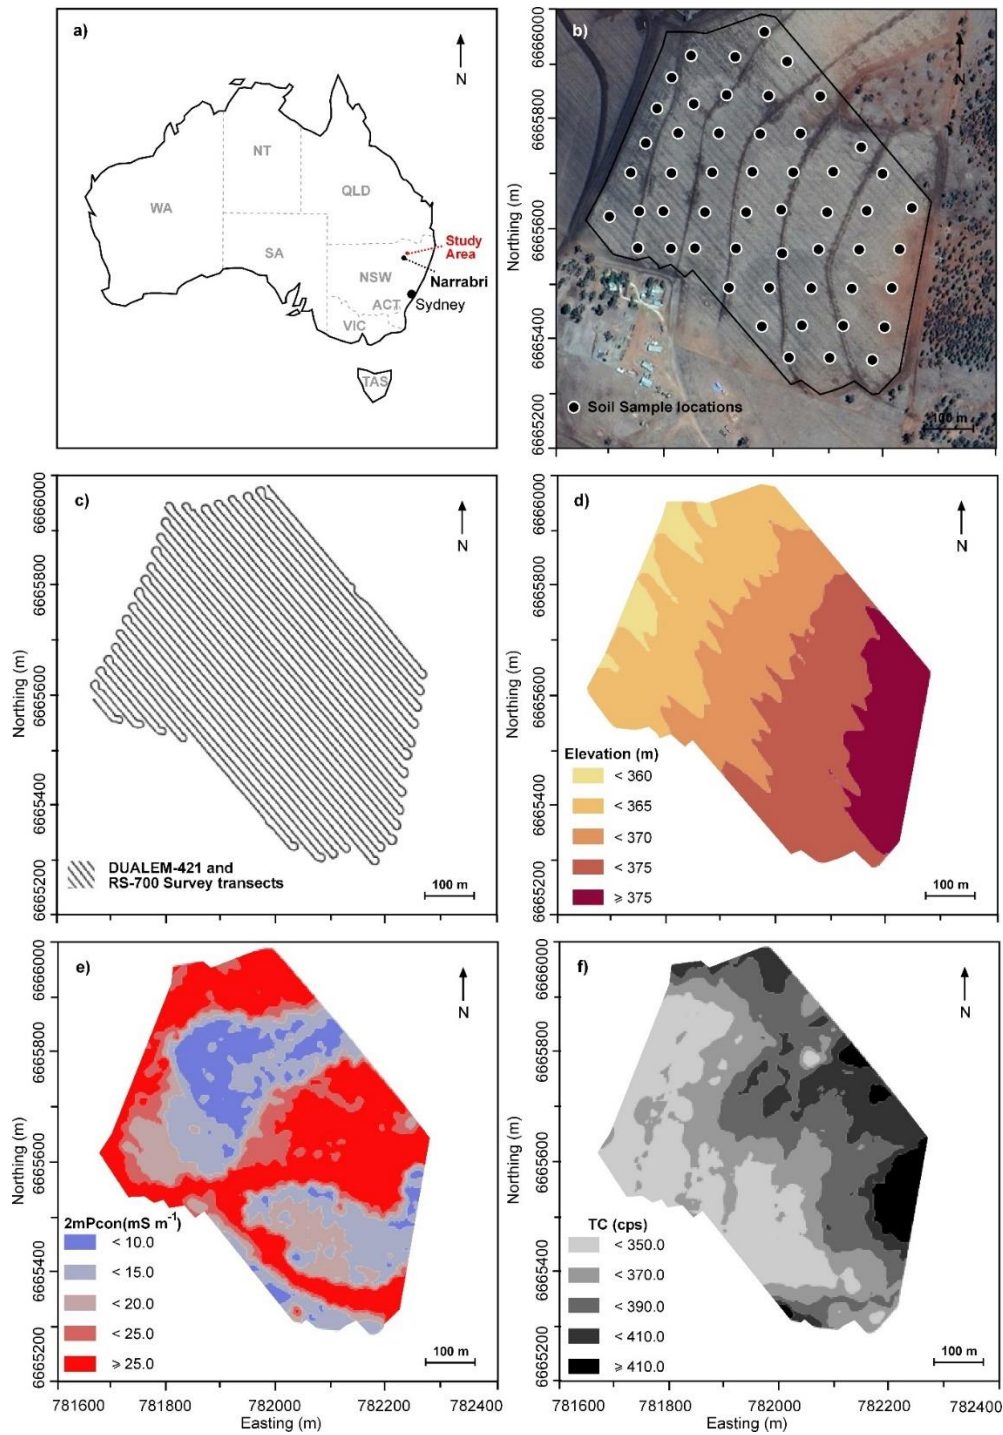 a)
N
NT
WA
QLD
SA
Study
Area
NSW
Narrabri
ACT
Sydney
VIC
TAS
b)
N
Northing (m)
6666000
6665800
6665600
6665400
6665200
Soil Sample locations
100 m
c)
N
Northing (m)
6666000
6665800
6665600
6665400
6665200
DUALEM-421 and
RS-700 Survey transects
100 m
d)
N
Northing (m)
6666000
6665800
6665600
6665400
6665200
Elevation (m)
< 360
< 365
< 370
< 375
⩾ 375
100 m
e)
N
Northing (m)
6666000
6665800
6665600
6665400
6665200
2mPcon(mS m⁻¹)
< 10.0
< 15.0
< 20.0
< 25.0
⩾ 25.0
100 m
781600 781800 782000 782200 782400
Easting (m)
f)
N
Northing (m)
6666000
6665800
6665600
6665400
6665200
TC (cps)
< 350.0
< 370.0
< 390.0
< 410.0
⩾ 410.0
100 m
781600 781800 782000 782200 782400
Easting (m)